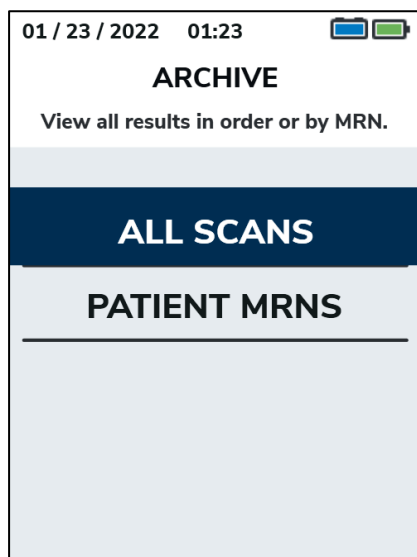 01 / 23 / 2022 01:23
ARCHIVE
View all results in order or by MRN.
ALL SCANS
PATIENT MRNS